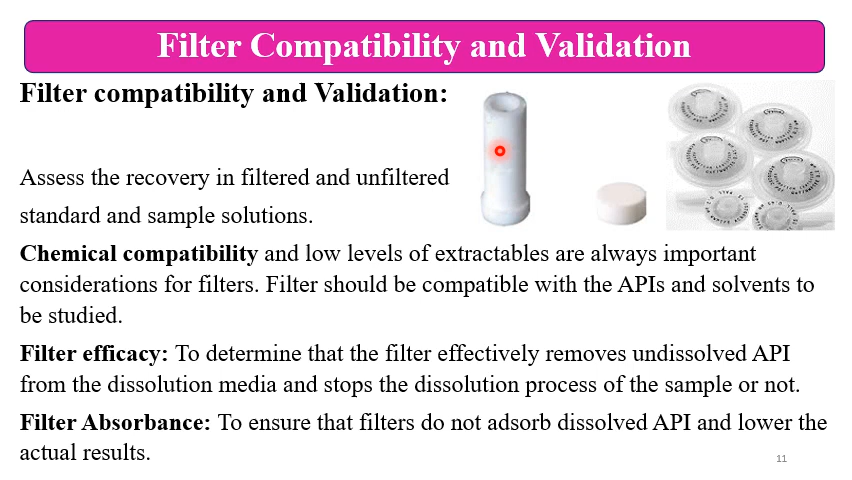 Filter Compatibility and Validation
Filter compatibility and Validation:
Assess the recovery in filtered and unfiltered
standard and sample solutions.
Chemical compatibility and low levels of extractables are always important
considerations for filters. Filter should be compatible with the APIs and solvents to
be studied.
Filter efficacy: To determine that the filter effectively removes undissolved API
from the dissolution media and stops the dissolution process of the sample or not.
Filter Absorbance: To ensure that filters do not adsorb dissolved API and lower the
actual results.
11